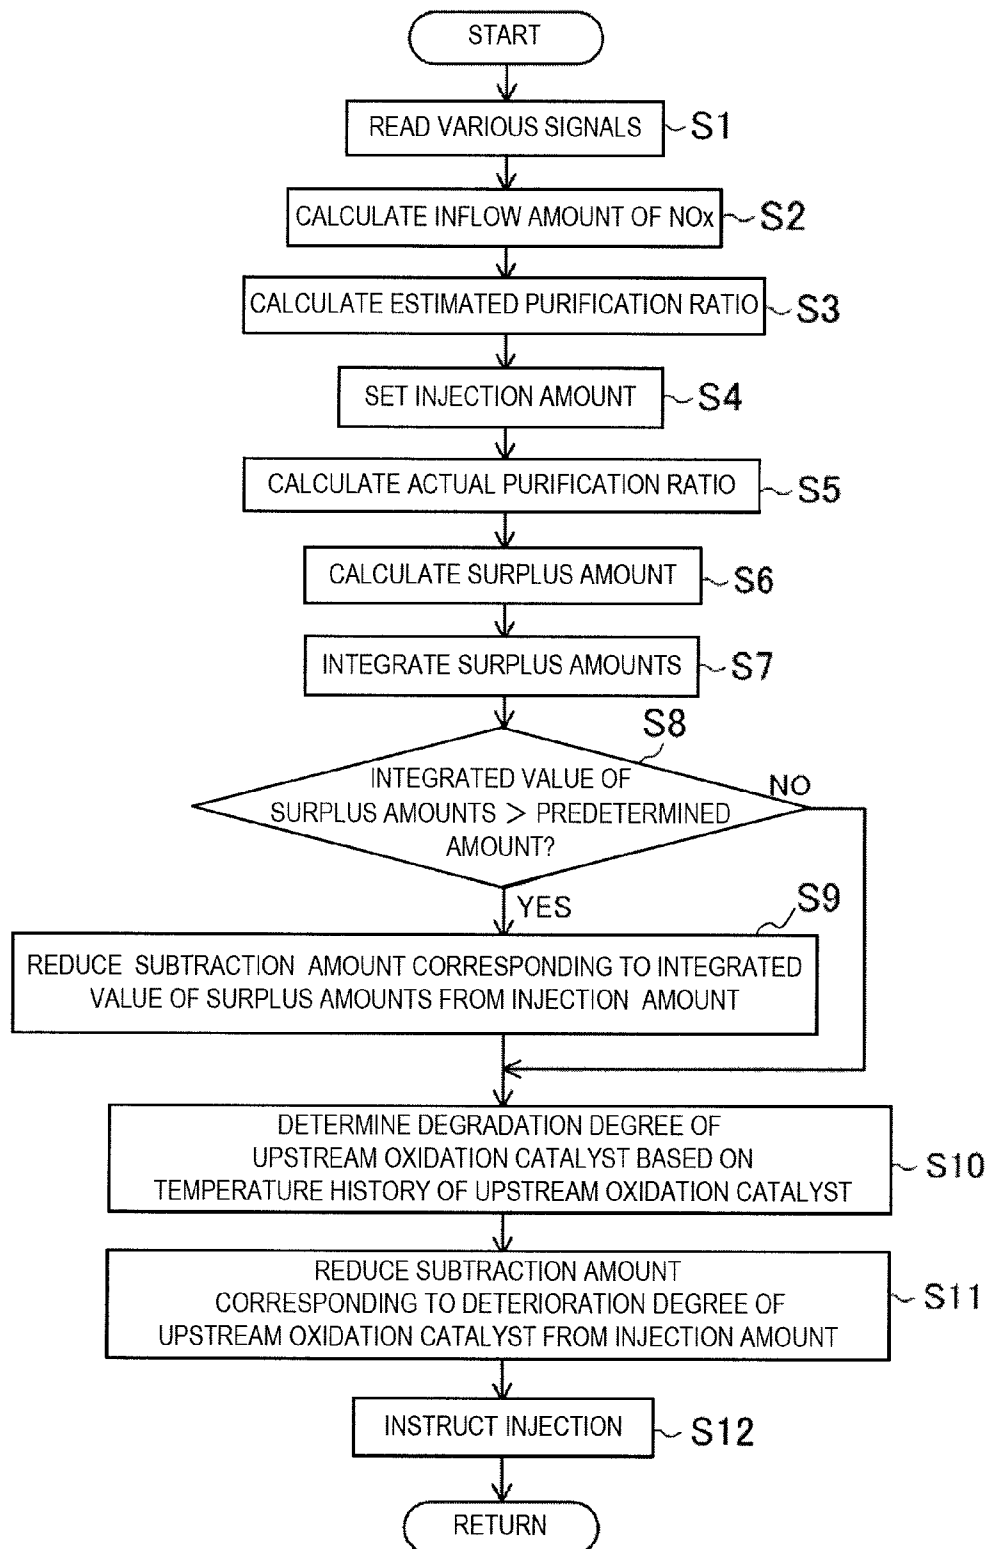 START
READ VARIOUS SIGNALS
S1
CALCULATE INFLOW AMOUNT OF NOx
S2
CALCULATE ESTIMATED PURIFICATION RATIO
S3
SET INJECTION AMOUNT
S4
CALCULATE ACTUAL PURIFICATION RATIO
S5
CALCULATE SURPLUS AMOUNT
S6
INTEGRATE SURPLUS AMOUNTS
S7
S8
INTEGRATED VALUE OF
SURPLUS AMOUNTS > PREDETERMINED
AMOUNT?
NO
YES
S9
REDUCE SUBTRACTION AMOUNT CORRESPONDING TO INTEGRATED
VALUE OF SURPLUS AMOUNTS FROM INJECTION AMOUNT
DETERMINE DEGRADATION DEGREE OF
UPSTREAM OXIDATION CATALYST BASED ON
TEMPERATURE HISTORY OF UPSTREAM OXIDATION CATALYST
S10
REDUCE SUBTRACTION AMOUNT
CORRESPONDING TO DETERIORATION DEGREE OF
UPSTREAM OXIDATION CATALYST FROM INJECTION AMOUNT
S11
INSTRUCT INJECTION
S12
RETURN